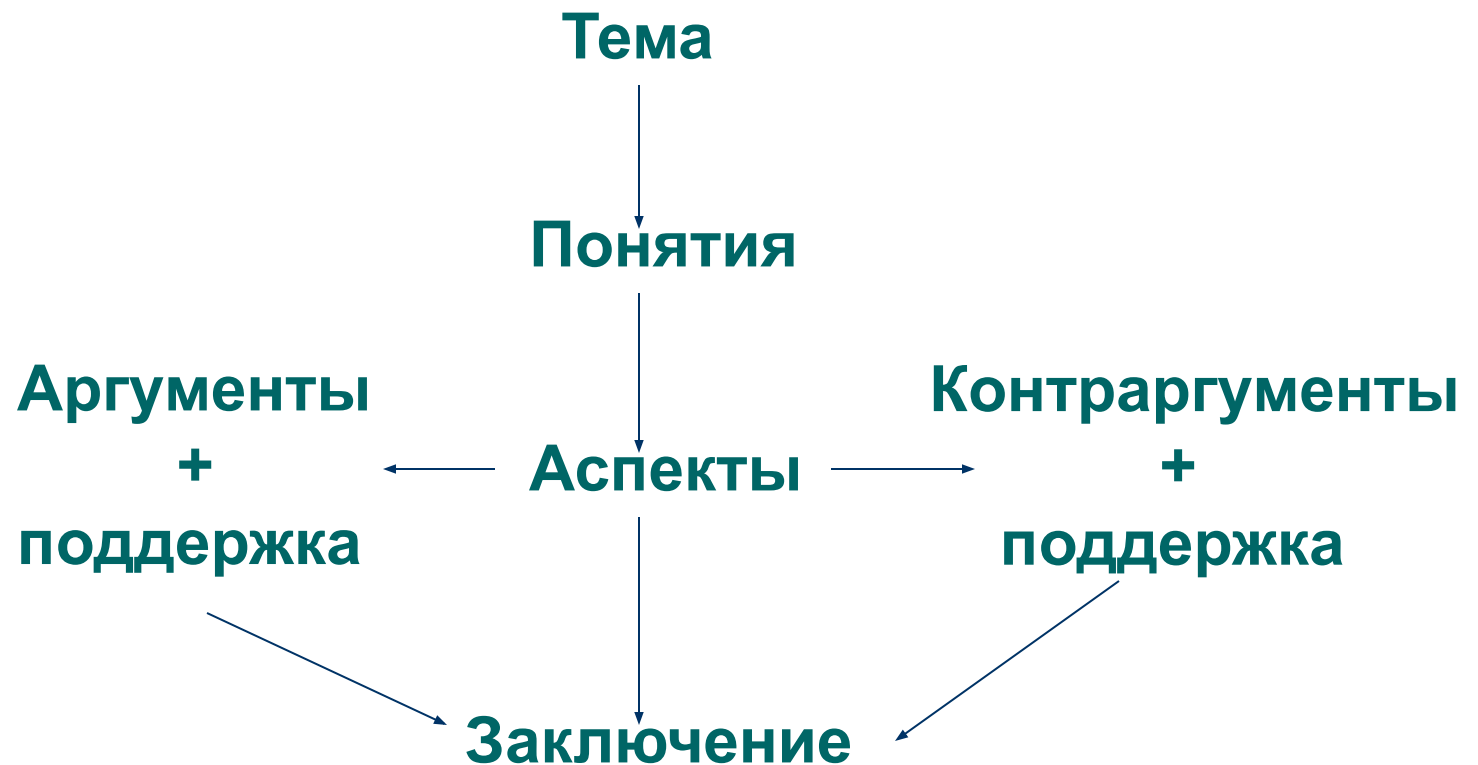 Тема
Понятия
Аргументы
+
поддержка
Аспекты
Контраргументы
+
поддержка
Заключение